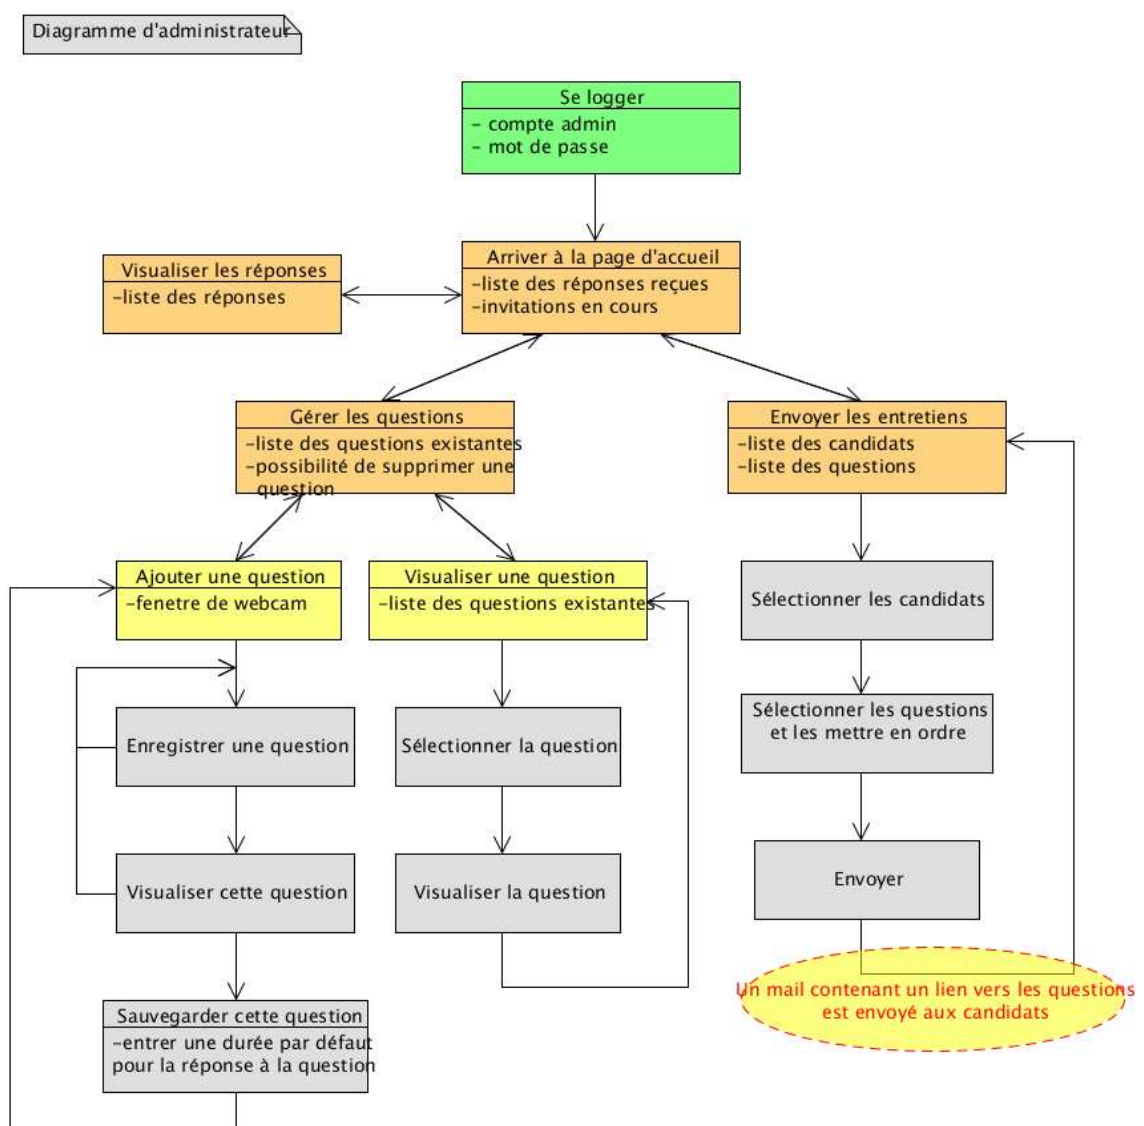 Diagramme d'administrateur
Se logger
- compte admin
- mot de passe
Visualiser les réponses
-liste des réponses
Arriver à la page d'accueil
-liste des réponses reçues
-invitations en cours
Gérer les questions
-liste des questions existantes
-possibilité de supprimer une
question
Envoyer les entretiens
-liste des candidats
-liste des questions
Ajouter une question
-fenetre de webcam
Visualiser une question
-liste des questions existantes
Sélectionner les candidats
Enregistrer une question
Sélectionner la question
Sélectionner les questions
et les mettre en ordre
Visualiser cette question
Visualiser la question
Envoyer
Un mail contenant un lien vers les questions
est envoyé aux candidats
Sauvegarder cette question
-entrer une durée par défaut
pour la réponse à la question